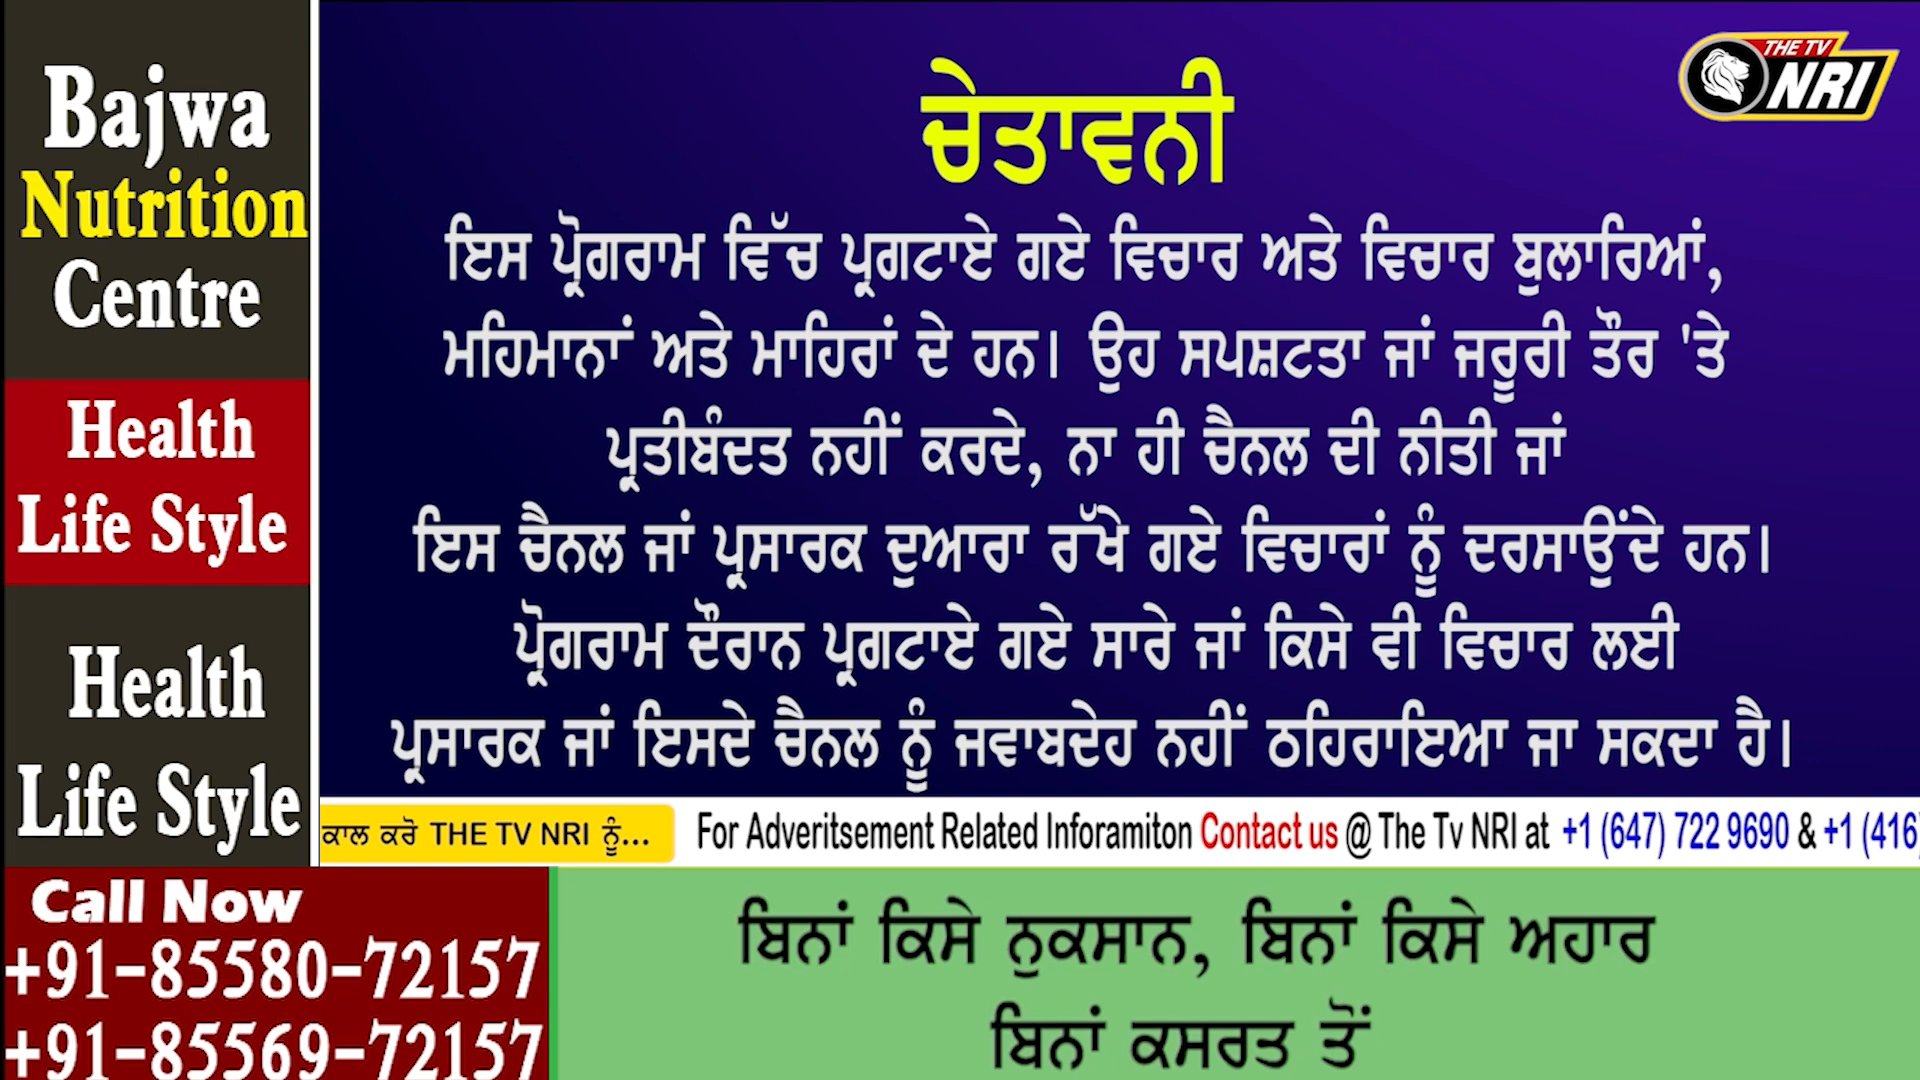 Bajwa
Nutrition
Centre
Health
Life Style
Health
Life Style
THE TV
NRI
ਚੇਤਾਵਨੀ
ਇਸ ਪ੍ਰੋਗਰਾਮ ਵਿੱਚ ਪ੍ਰਗਟਾਏ ਗਏ ਵਿਚਾਰ ਅਤੇ ਵਿਚਾਰ ਬੁਲਾਰਿਆਂ,
ਮਹਿਮਾਨਾਂ ਅਤੇ ਮਾਹਿਰਾਂ ਦੇ ਹਨ। ਉਹ ਸਪਸ਼ਟਤਾ ਜਾਂ ਜਰੂਰੀ ਤੌਰ 'ਤੇ
ਪ੍ਰਤੀਬੰਦਤ ਨਹੀਂ ਕਰਦੇ, ਨਾ ਹੀ ਚੈਨਲ ਦੀ ਨੀਤੀ ਜਾਂ
ਇਸ ਚੈਨਲ ਜਾਂ ਪ੍ਰਸਾਰਕ ਦੁਆਰਾ ਰੱਖੇ ਗਏ ਵਿਚਾਰਾਂ ਨੂੰ ਦਰਸਾਉਂਦੇ ਹਨ।
ਪ੍ਰੋਗਰਾਮ ਦੌਰਾਨ ਪ੍ਰਗਟਾਏ ਗਏ ਸਾਰੇ ਜਾਂ ਕਿਸੇ ਵੀ ਵਿਚਾਰ ਲਈ
ਪ੍ਰਸਾਰਕ ਜਾਂ ਇਸਦੇ ਚੈਨਲ ਨੂੰ ਜਵਾਬਦੇਹ ਨਹੀਂ ਠਹਿਰਾਇਆ ਜਾ ਸਕਦਾ ਹੈ।
ਕਾਲ ਕਰੋ THE TV NRI ਨੂੰ... For Adveritsement Related Inforamiton Contact us @ The Tv NRI at +1 (647) 722 9690 & +1 (416)
Call Now
+91-85580-72157
+91-85569-72157
ਬਿਨਾਂ ਕਿਸੇ ਨੁਕਸਾਨ, ਬਿਨਾਂ ਕਿਸੇ ਅਹਾਰ
ਬਿਨਾਂ ਕਸਰਤ ਤੋਂ